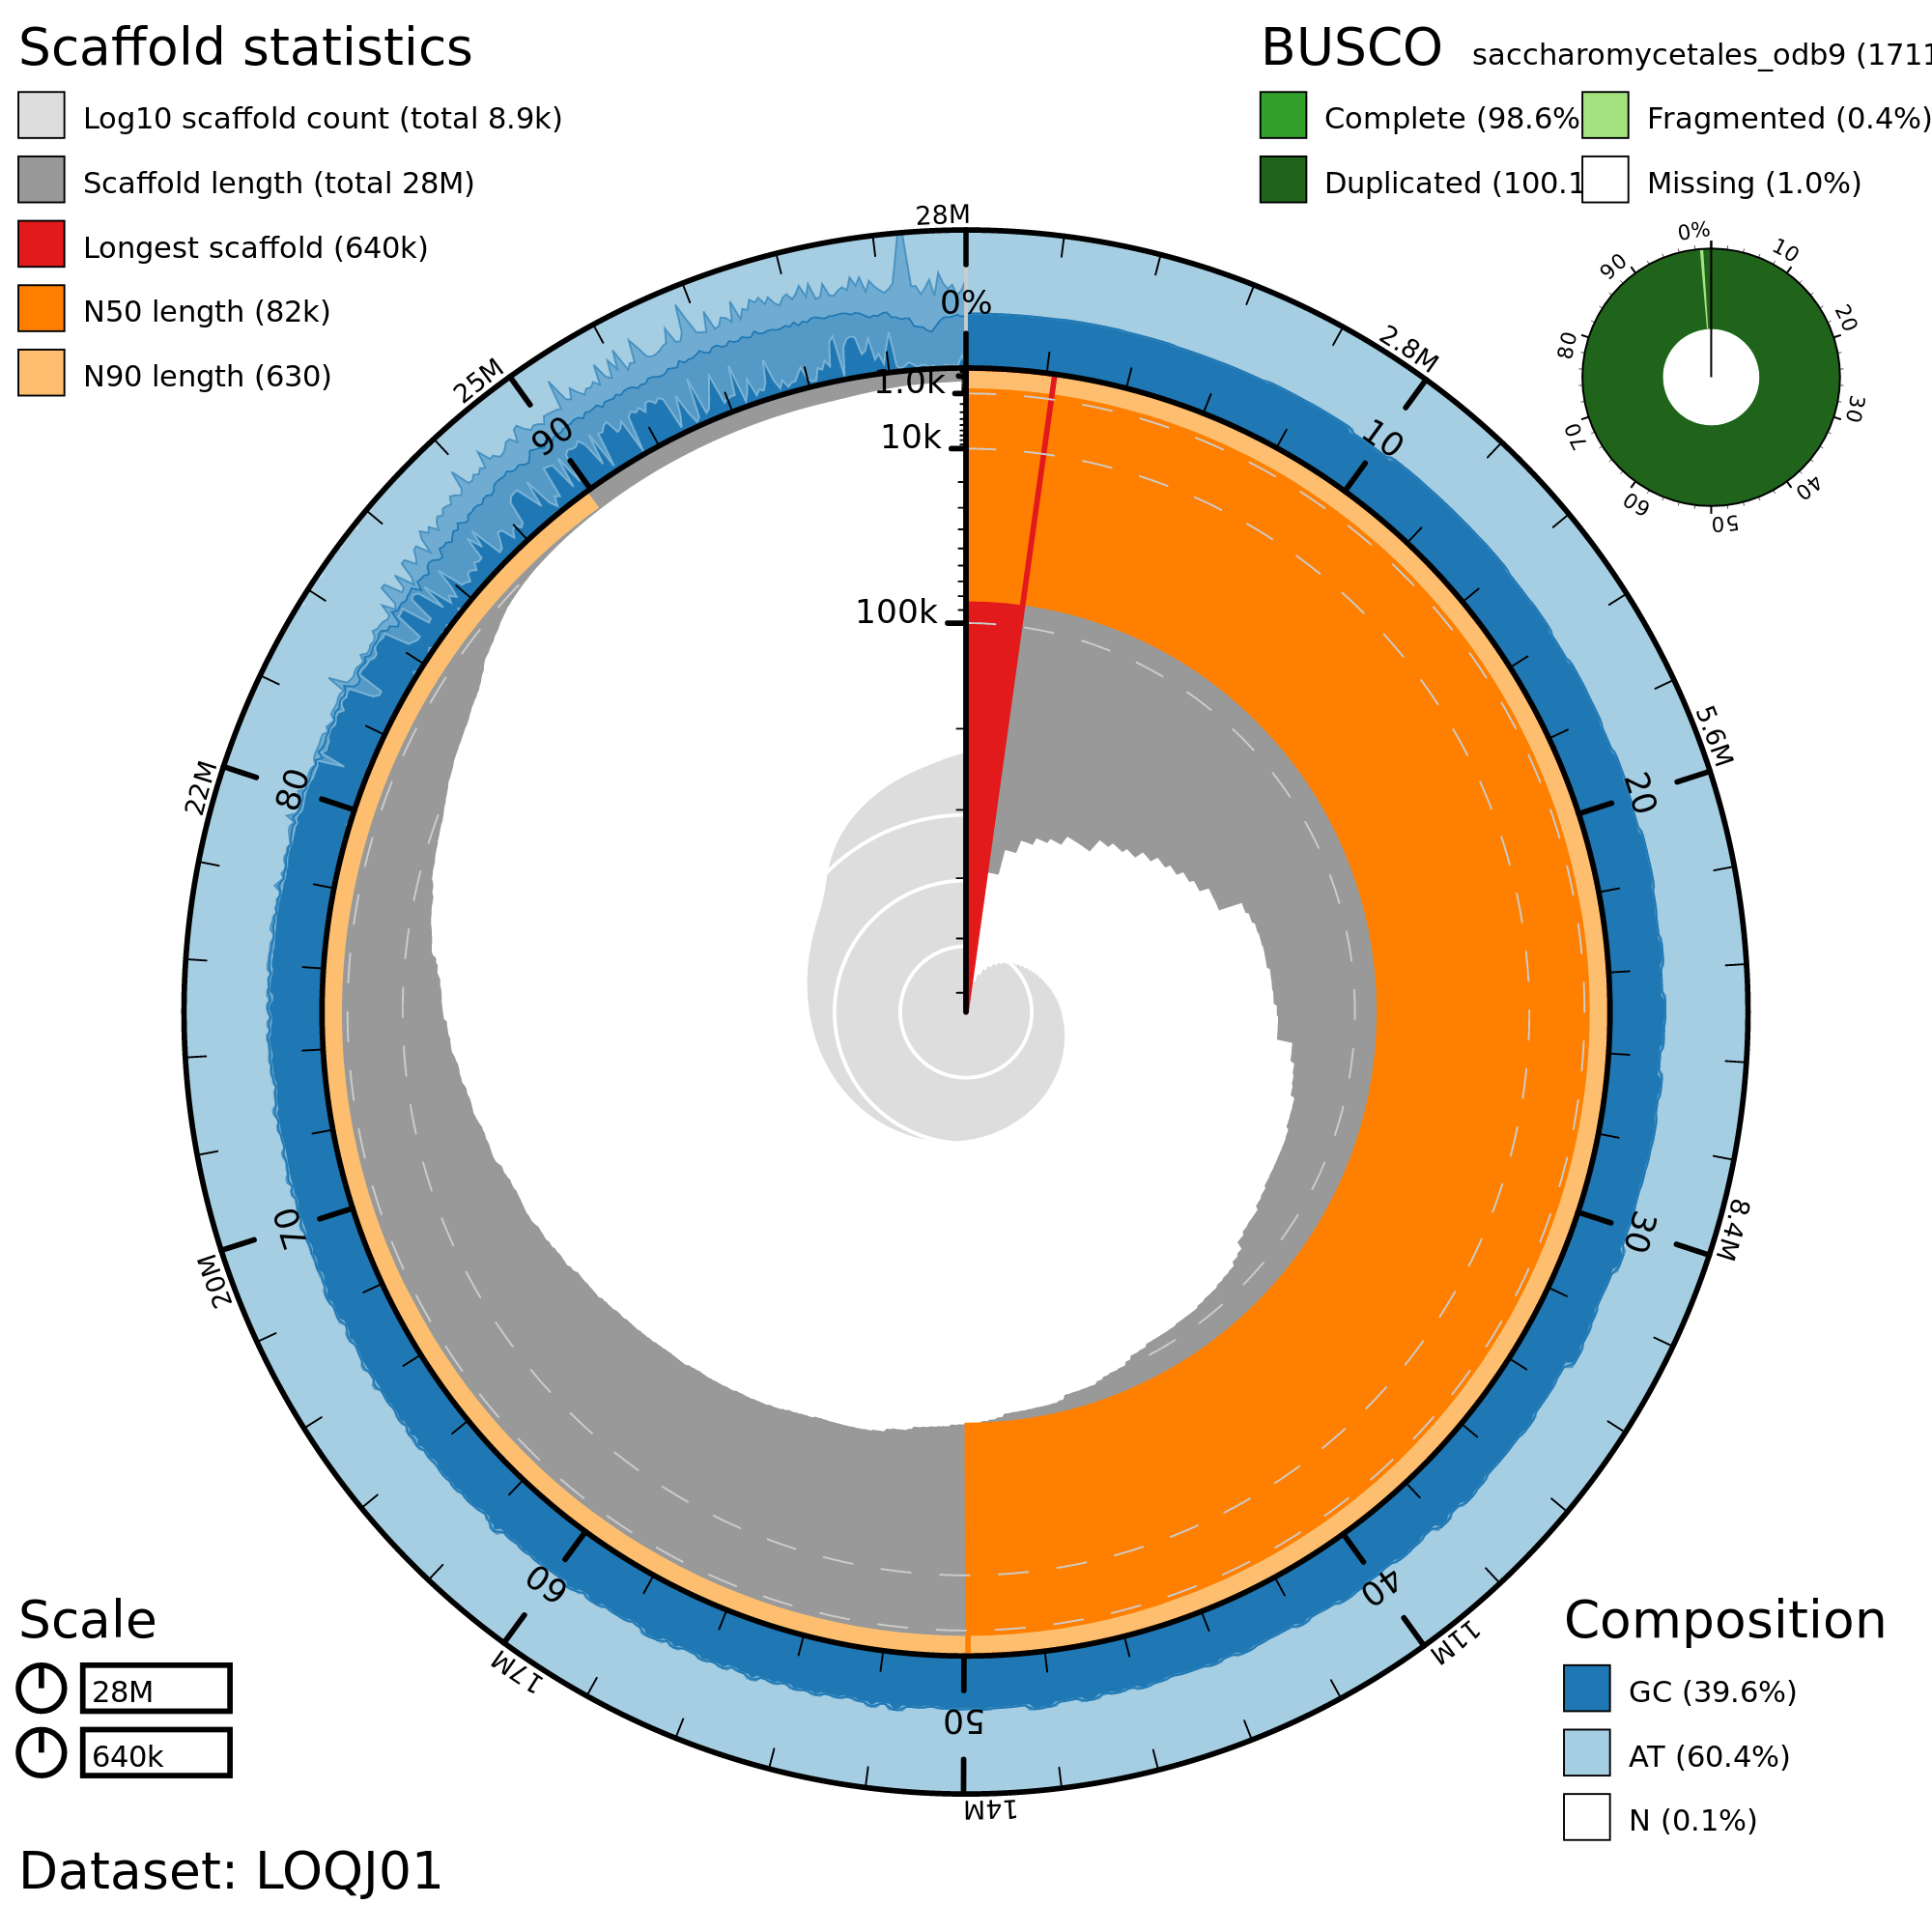 Scaffold statistics
Log10 scaffold count (total 8.9k)
Scaffold length (total 28M)
Longest scaffold (640k)
N50 length (82k)
N90 length (630)
BUSCO saccharomycetales_odb9 (1711
Complete (98.6%
Fragmented (0.4%)
Duplicated (100.1
Missing (1.0%)
0%
10
20
30
40
50
60
70
80
90
28M
2.8M
5.6M
8.4M
11M
14M
17M
20M
22M
25M
0%
10
20
30
40
50
60
70
80
90
1.0k
10k
100k
Scale
28M
640k
Composition
GC (39.6%)
AT (60.4%)
N (0.1%)
Dataset: LOQJ01